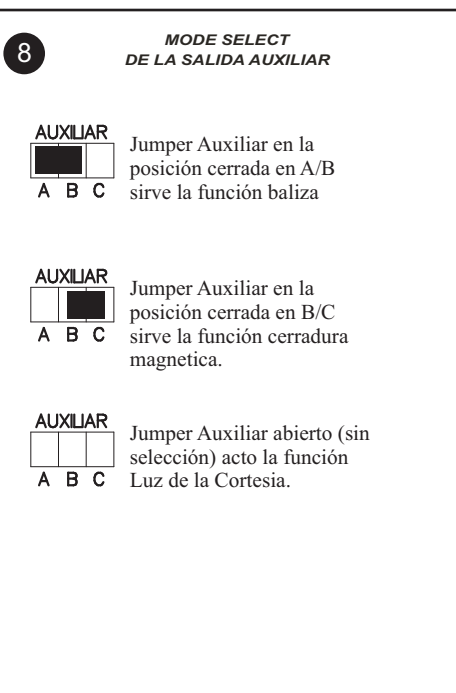 8
MODE SELECT
DE LA SALIDA AUXILIAR
AUXILIAR
A B C
Jumper Auxiliar en la
posición cerrada en A/B
sirve la función baliza
AUXILIAR
A B C
Jumper Auxiliar en la
posición cerrada en B/C
sirve la función cerradura
magnetica.
AUXILIAR
A B C
Jumper Auxiliar abierto (sin
selección) acto la función
Luz de la Cortesia.